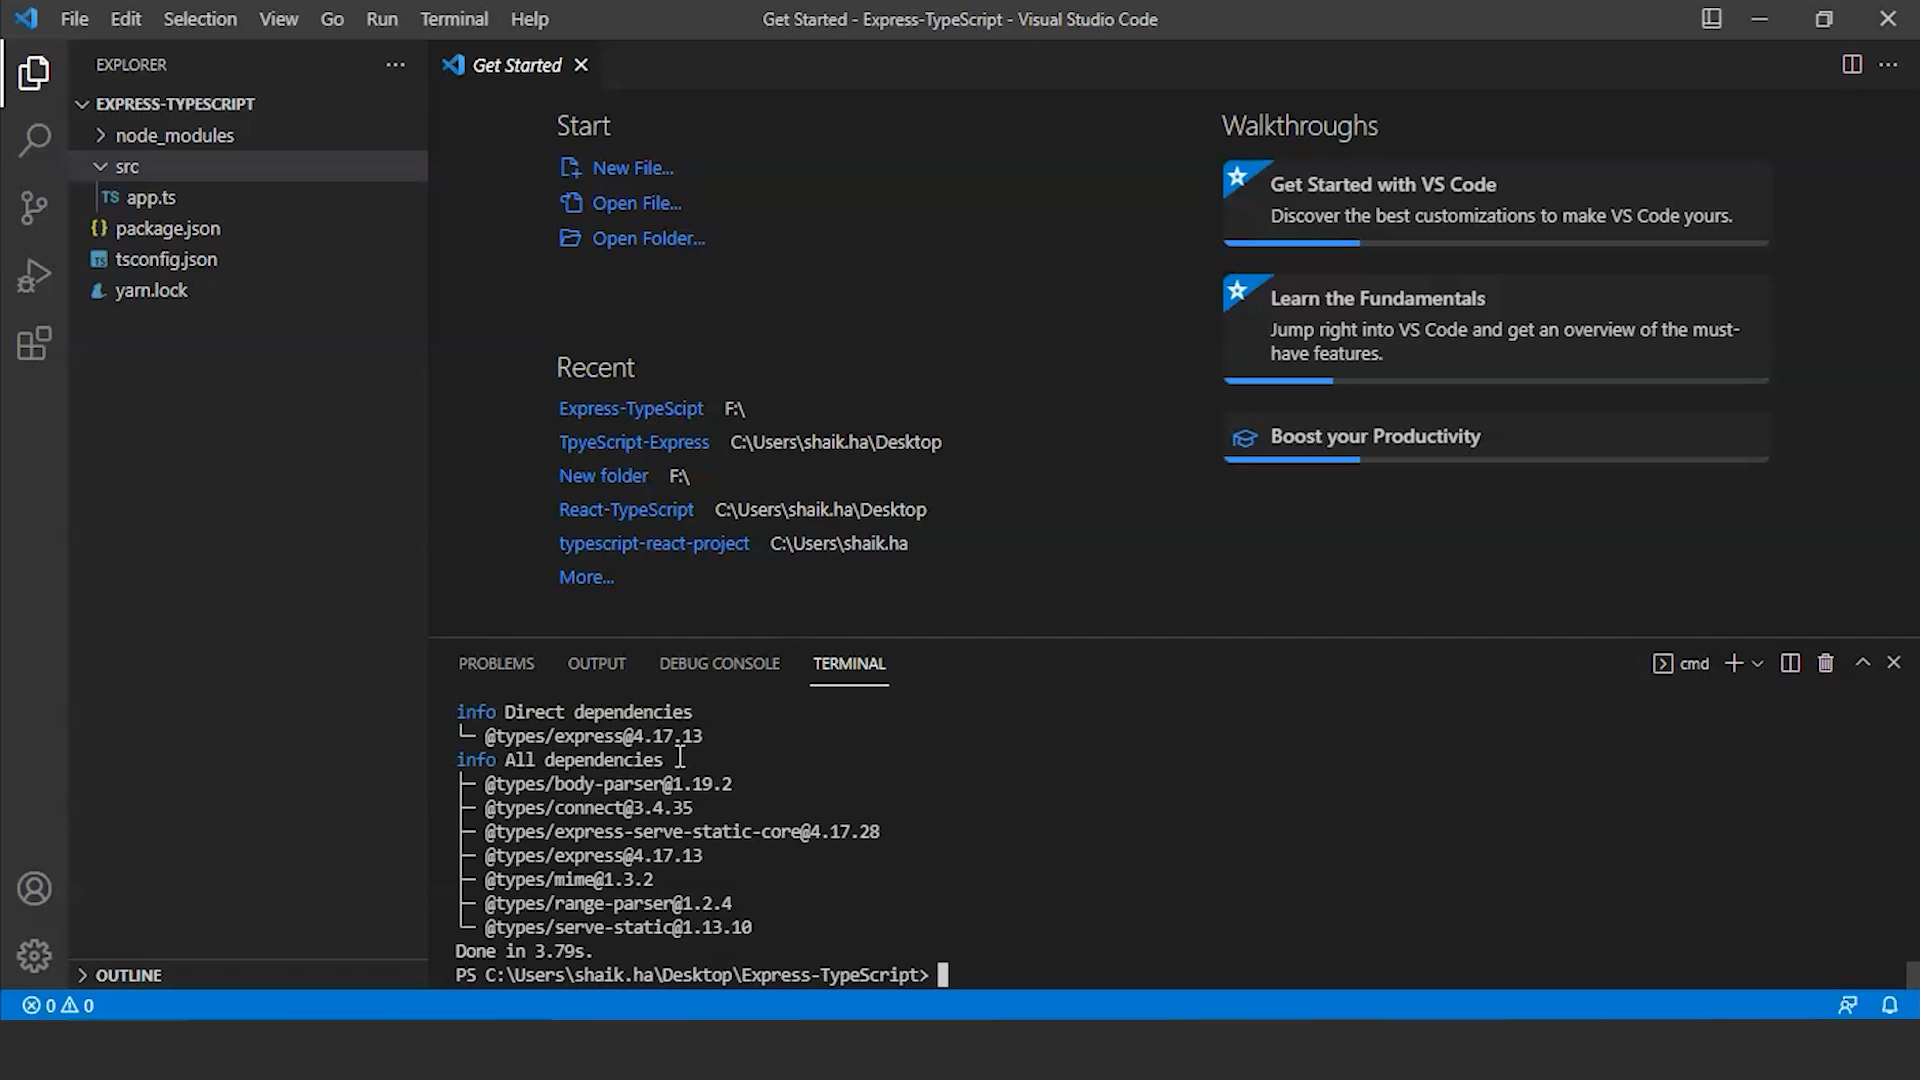 File Edit Selection View Go Run Terminal Help
Get Started - Express-TypeScript - Visual Studio Code
EXPLORER
EXPRESS-TYPESCRIPT
node_modules
src
TS app.ts
{} package.json
TS tsconfig.json
yarn.lock
OUTLINE
Get Started
Start
New File...
Open File...
Open Folder...
Recent
Express-TypeScipt F:\
TpyeScript-Express C:\Users\shaik.ha\Desktop
New folder F:\
React-TypeScript C:\Users\shaik.ha\Desktop
typescript-react-project C:\Users\shaik.ha
More...
Walkthroughs
Get Started with VS Code
Discover the best customizations to make VS Code yours.
Learn the Fundamentals
Jump right into VS Code and get an overview of the must-
have features.
Boost your Productivity
PROBLEMS OUTPUT DEBUG CONSOLE TERMINAL
cmd
info Direct dependencies
└─ @types/express@4.17.13
info All dependencies
├─ @types/body-parser@1.19.2
├─ @types/connect@3.4.35
├─ @types/express-serve-static-core@4.17.28
├─ @types/express@4.17.13
├─ @types/mime@1.3.2
├─ @types/range-parser@1.2.4
└─ @types/serve-static@1.13.10
Done in 3.79s.
PS C:\Users\shaik.ha\Desktop\Express-TypeScript>
0 0